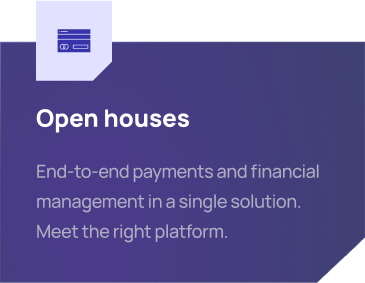 Open houses
End-to-end payments and financial
management in a single solution.
Meet the right platform.